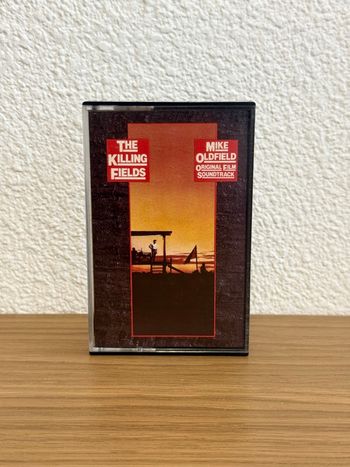 THE
KILLING
FIELDS
MIKE
OLDFIELD
ORIGINAL FILM
SOUNDTRACK